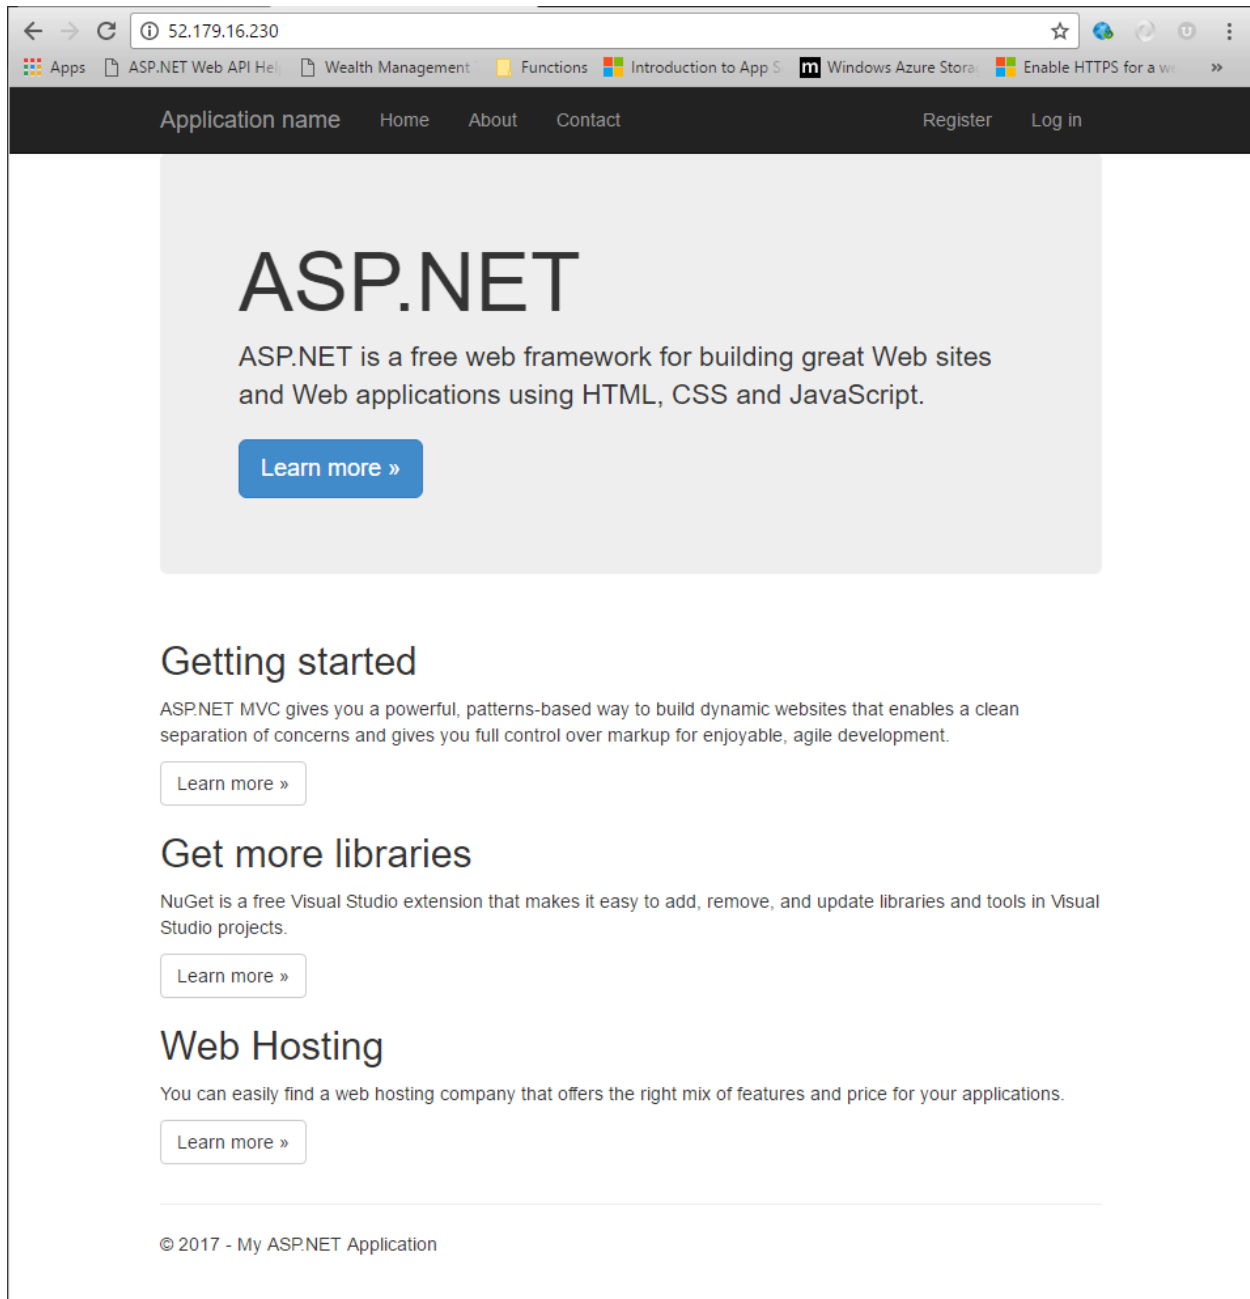 52.179.16.230
Apps ASP.NET Web API Hel Wealth Management Functions Introduction to App S Windows Azure Stora Enable HTTPS for a we »
Application name Home About Contact Register Log in
ASP.NET
ASP.NET is a free web framework for building great Web sites
and Web applications using HTML, CSS and JavaScript.
Learn more »
Getting started
ASP.NET MVC gives you a powerful, patterns-based way to build dynamic websites that enables a clean
separation of concerns and gives you full control over markup for enjoyable, agile development.
Learn more »
Get more libraries
NuGet is a free Visual Studio extension that makes it easy to add, remove, and update libraries and tools in Visual
Studio projects.
Learn more »
Web Hosting
You can easily find a web hosting company that offers the right mix of features and price for your applications.
Learn more »
© 2017 - My ASP.NET Application